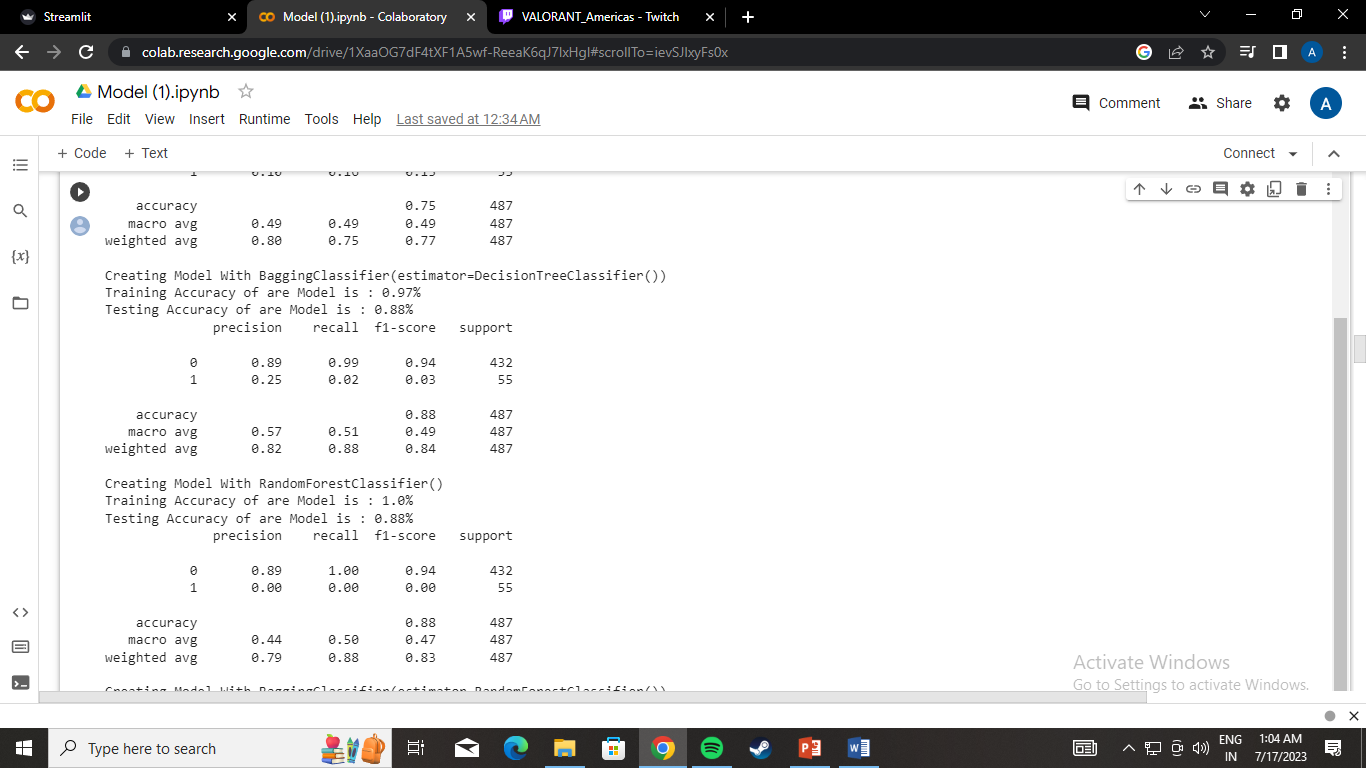 Streamlit
Model (1).ipynb - Colaboratory
VALORANT_Americas - Twitch
colab.research.google.com/drive/1XaaOG7dF4tXF1A5wf-ReeaK6qJ7lxHgl#scrollTo=ievSJlxyFs0x
A
Model (1).ipynb
Comment Share A
File Edit View Insert Runtime Tools Help Last saved at 12:34 AM
+ Code + Text Connect
{x}
accuracy 0.75 487
macro avg 0.49 0.49 0.49 487
weighted avg 0.80 0.75 0.77 487
Creating Model With BaggingClassifier(estimator=DecisionTreeClassifier())
Training Accuracy of are Model is : 0.97%
Testing Accuracy of are Model is : 0.88%
precision recall f1-score support
0 0.89 0.99 0.94 432
1 0.25 0.02 0.03 55
accuracy 0.88 487
macro avg 0.57 0.51 0.49 487
weighted avg 0.82 0.88 0.84 487
Creating Model With RandomForestClassifier()
Training Accuracy of are Model is : 1.0%
Testing Accuracy of are Model is : 0.88%
precision recall f1-score support
0 0.89 1.00 0.94 432
1 0.00 0.00 0.00 55
accuracy 0.88 487
macro avg 0.44 0.50 0.47 487
weighted avg 0.79 0.88 0.83 487
Creating Model With BaggingClassifier(estimator=RandomForestClassifier())
Activate Windows
Go to Settings to activate Windows.
Type here to search
ENG
IN
1:04 AM
7/17/2023